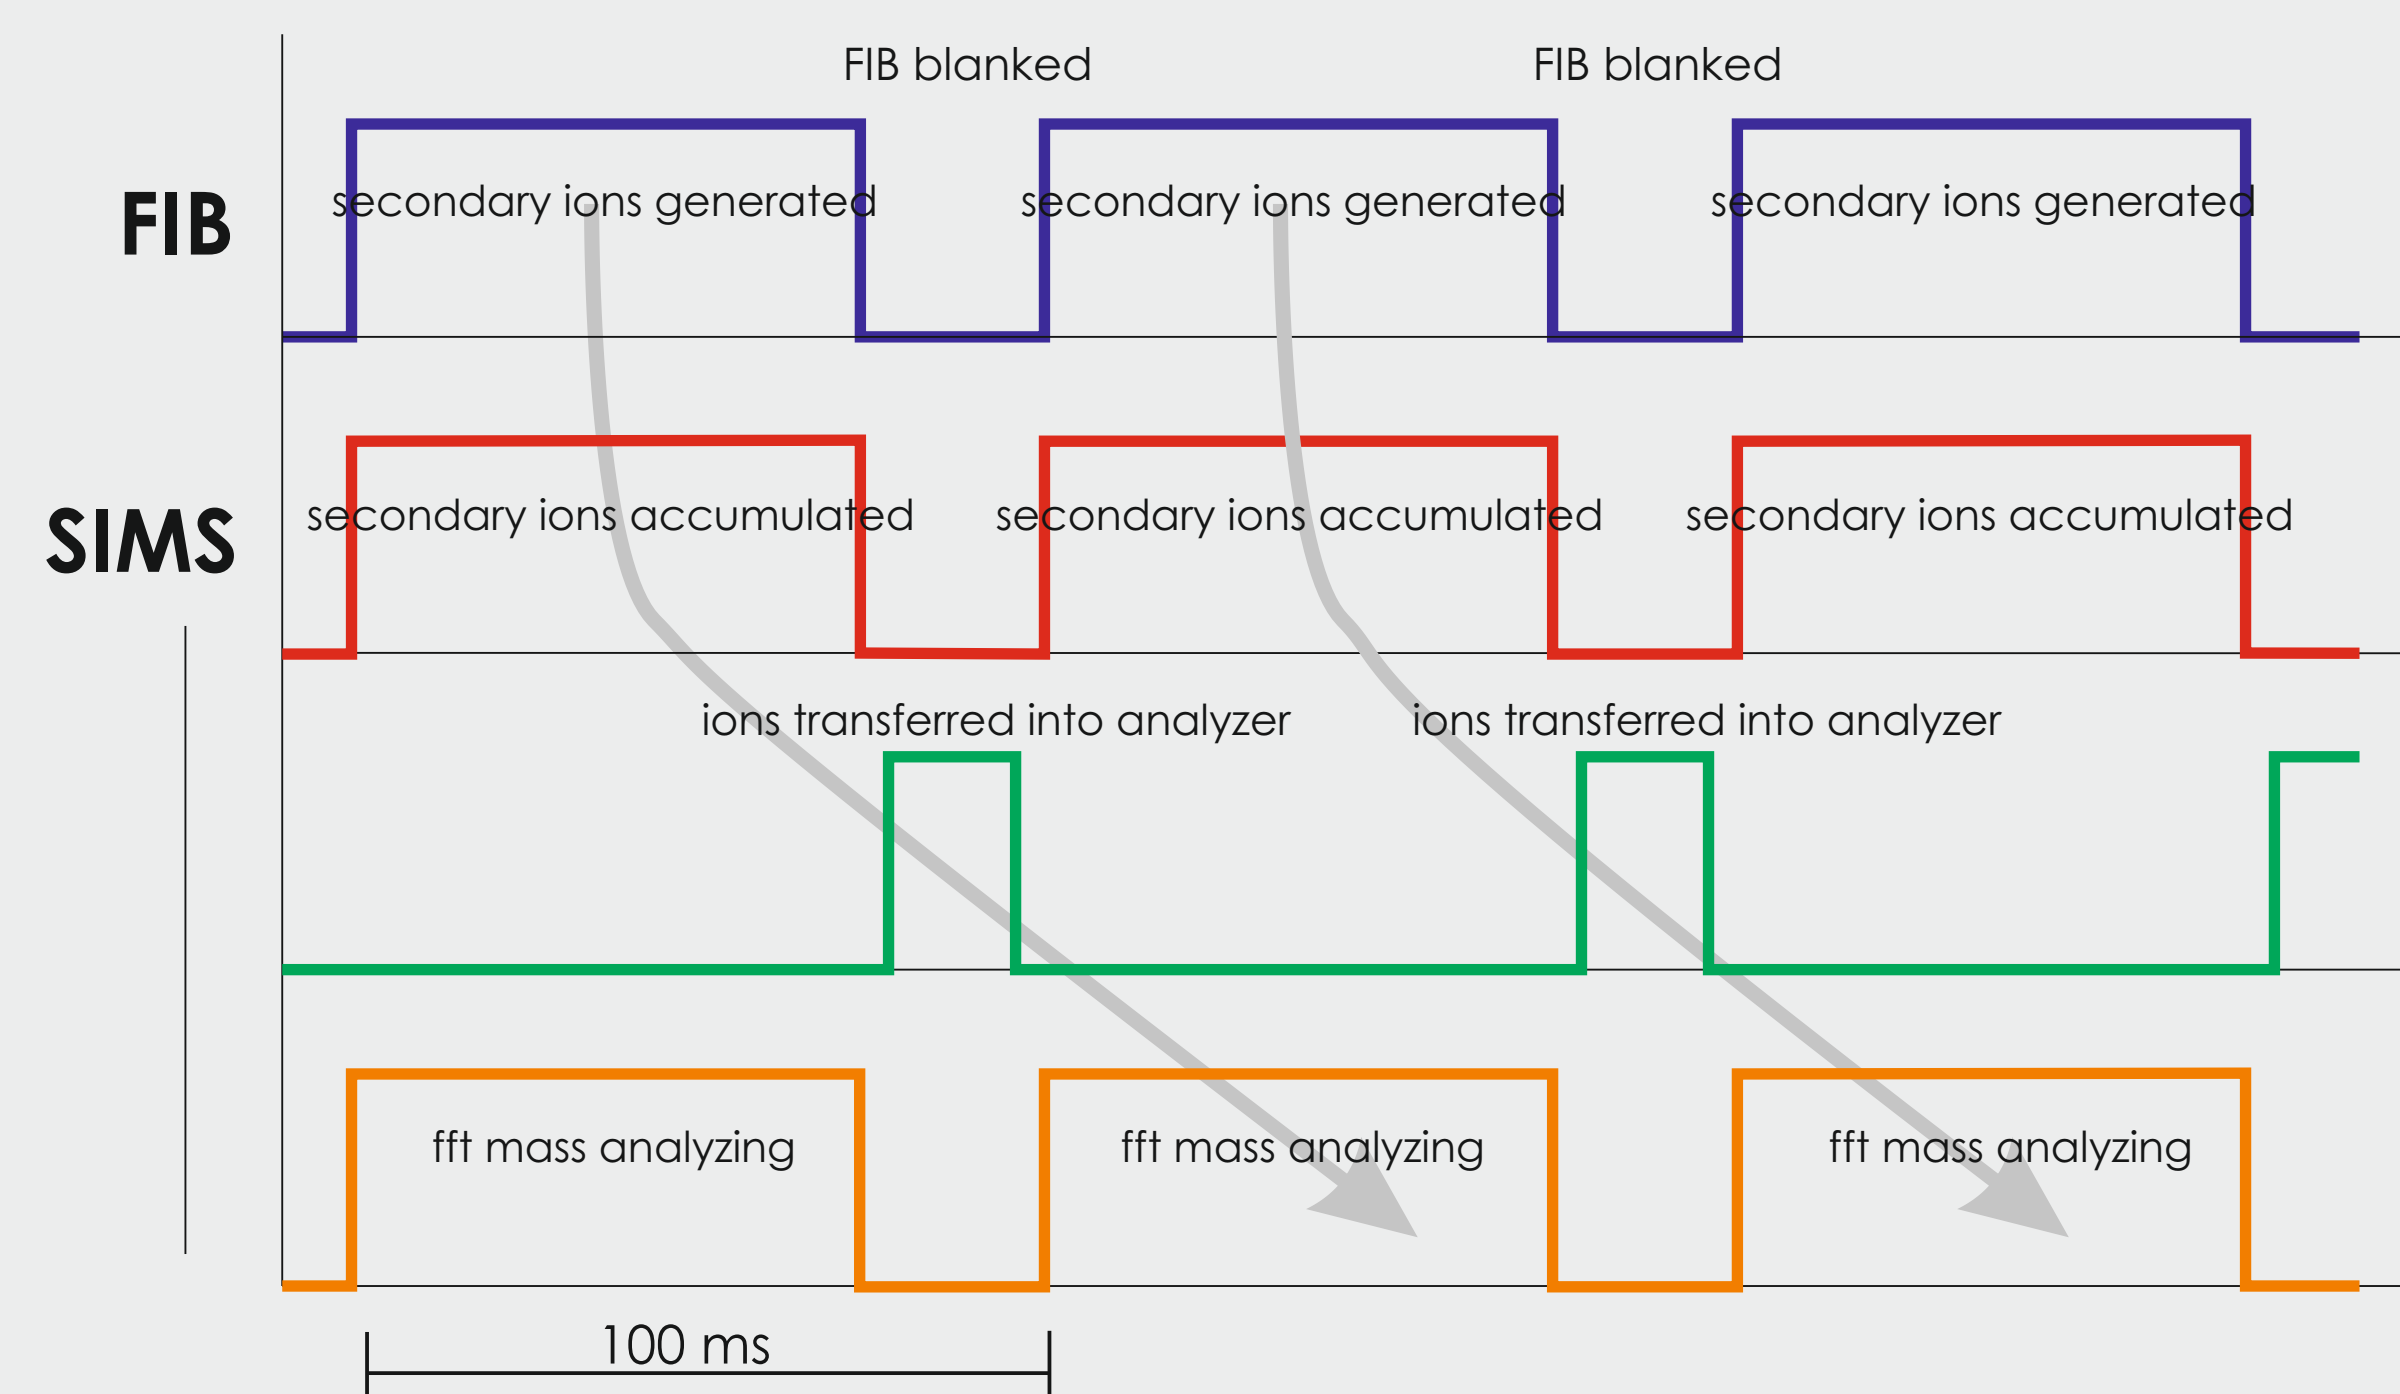 FIB blanked FIB blanked
FIB
secondary ions generated secondary ions generated secondary ions generated
SIMS
secondary ions accumulated secondary ions accumulated secondary ions accumulated
ions transferred into analyzer ions transferred into analyzer
fft mass analyzing fft mass analyzing fft mass analyzing
100 ms